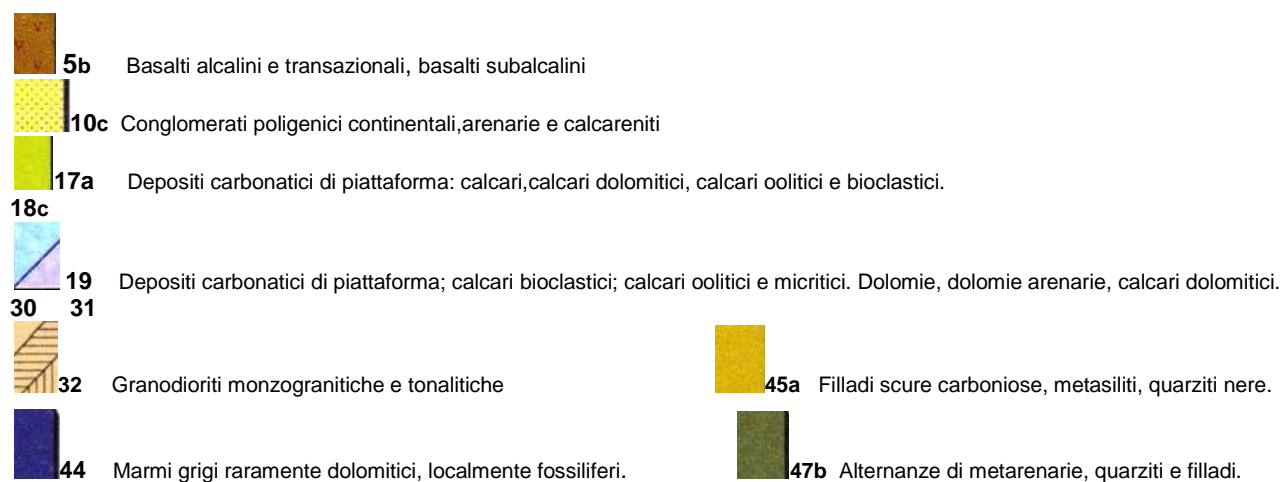 5b Basalti alcalini e transazionali, basalti subalcalini
10c Conglomerati poligenici continentali,arenarie e calcareniti
17a Depositi carbonatici di piattaforma: calcari,calcari dolomitici, calcari oolitici e bioclastici.
18c
19 Depositi carbonatici di piattaforma; calcari bioclastici; calcari oolitici e micritici. Dolomie, dolomie arenarie, calcari dolomitici.
30 31
32 Granodioriti monzogranitiche e tonalitiche 45a Filladi scure carboniose, metasiliti, quarziti nere.
44 Marmi grigi raramente dolomitici, localmente fossiliferi. 47b Alternanze di metarenarie, quarziti e filladi.